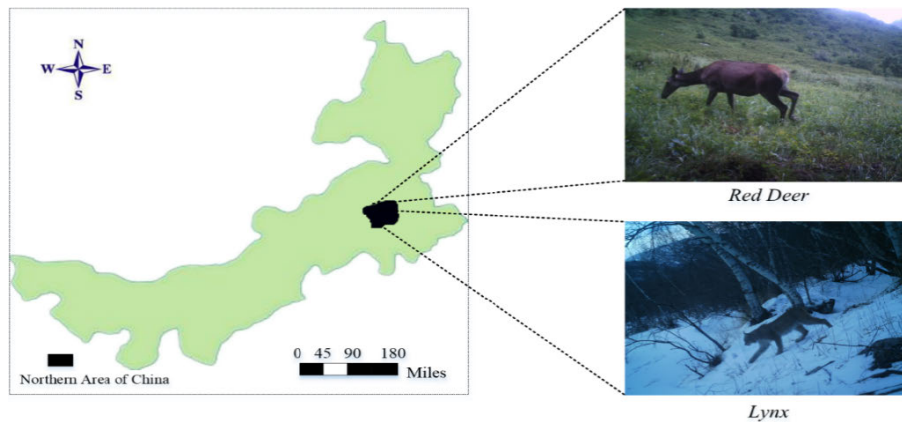 N
W E
S
Red Deer
0 45 90 180
Miles
Northern Area of China
Lynx